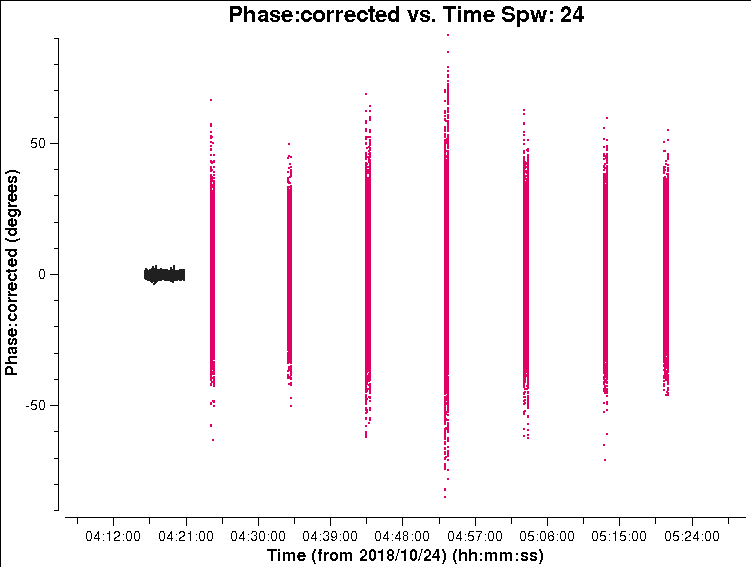 Phase:corrected vs. Time Spw: 24
Phase:corrected (degrees)
50
0
-50
04:12:00 04:21:00 04:30:00 04:39:00 04:48:00 04:57:00 05:06:00 05:15:00 05:24:00
Time (from 2018/10/24) (hh:mm:ss)